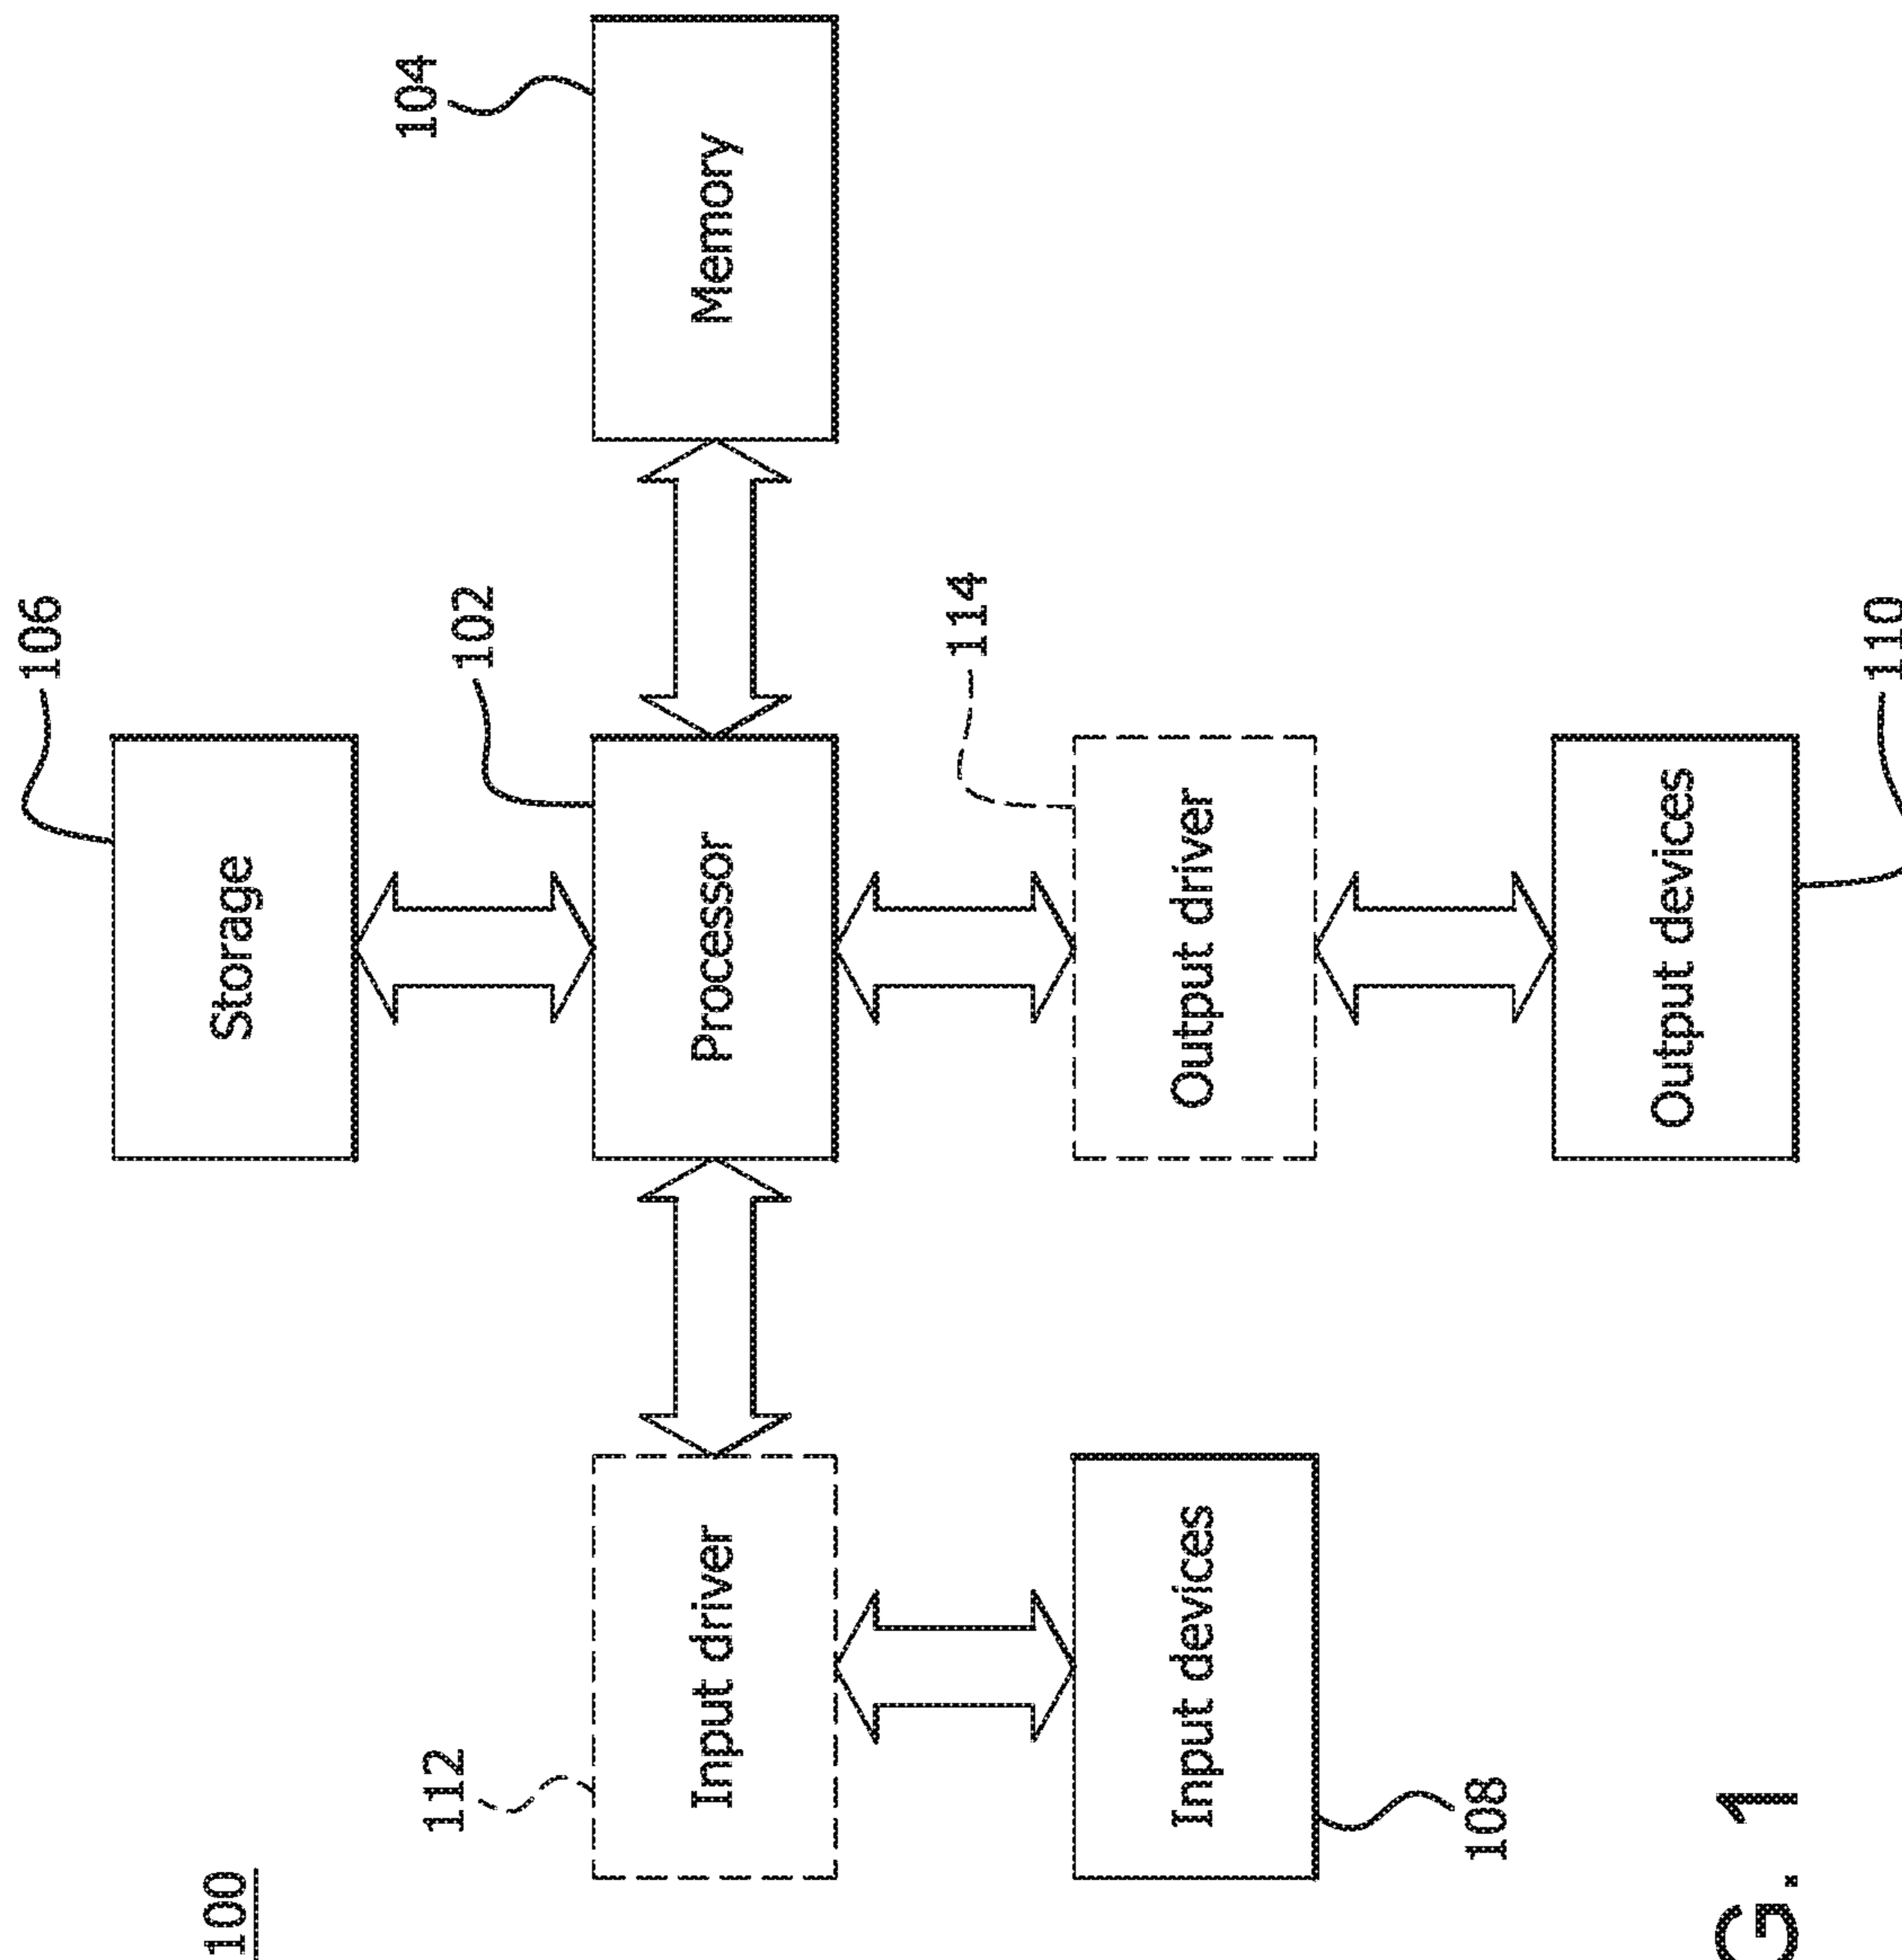 100
106
Storage
102
104
112
Input driver
Processor
Memory
114
Input devices
Output driver
108
Output devices
110
G. 1